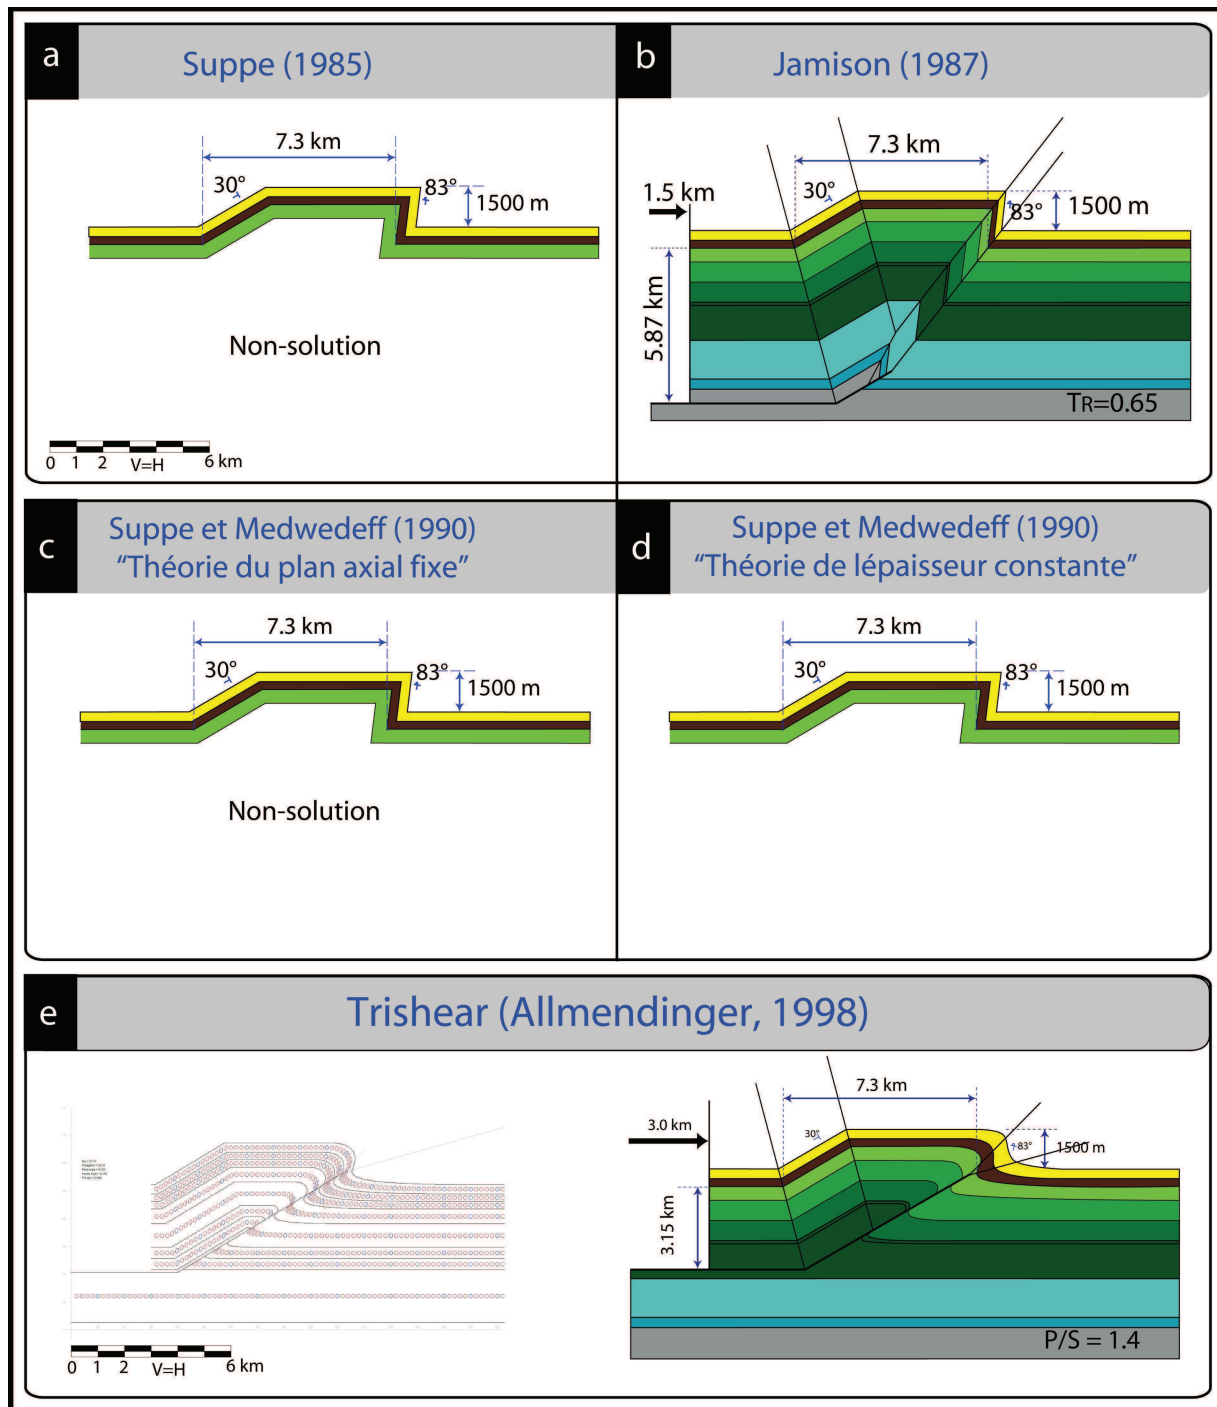 a
Suppe (1985)
7.3 km
30°
83°
1500 m
Non-solution
0 1 2 V=H 6 km
b
Jamison (1987)
7.3 km
1.5 km
30°
83°
1500 m
5.87 km
TR=0.65
c
Suppe et Medwedeff (1990)
“Théorie du plan axial fixe”
7.3 km
30°
83°
1500 m
Non-solution
d
Suppe et Medwedeff (1990)
“Théorie de lépaisseur constante”
7.3 km
30°
83°
1500 m
e
Trishear (Allmendinger, 1998)
0 1 2 V=H 6 km
7.3 km
3.0 km
30°
83°
1500 m
3.15 km
P/S = 1.4